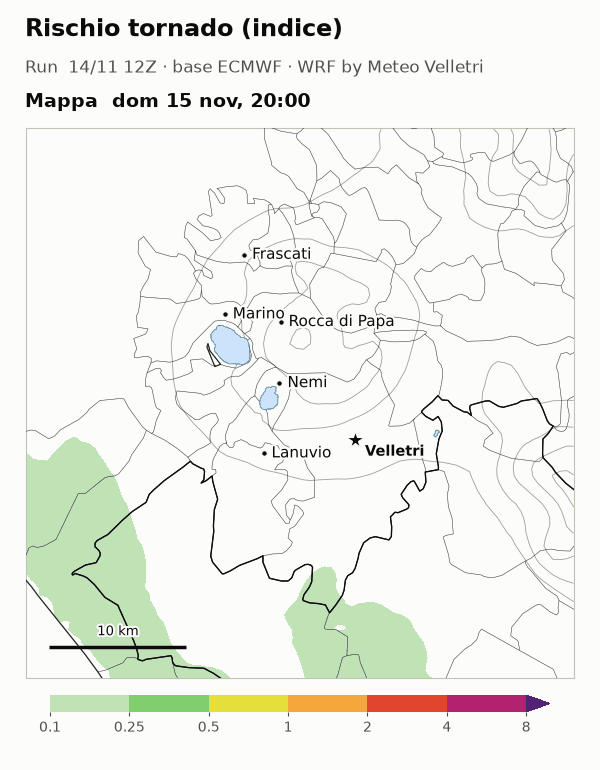 Rischio tornado (indice)
Run  14/11 12Z · base ECMWF · WRF by Meteo Velletri
Mappa  dom 15 nov, 20:00
Frascati
Marino
Rocca di Papa
Nemi
Velletri
Lanuvio
10 km
0.1 0.25 0.5 1 2 4 8